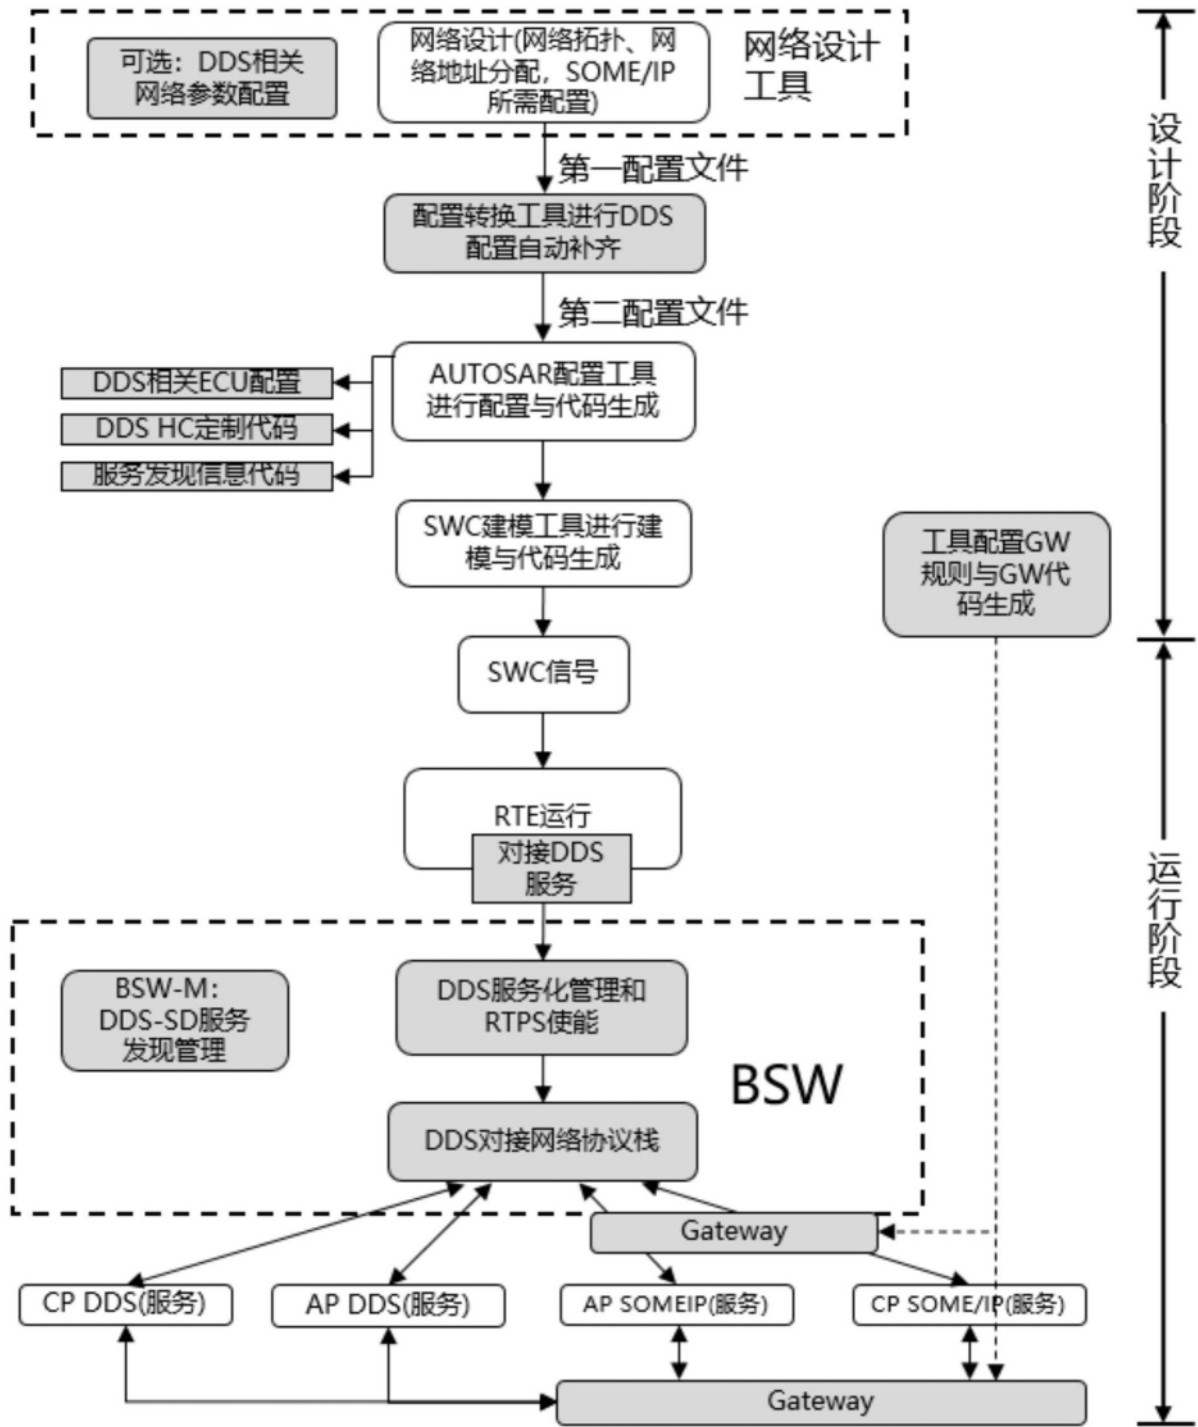 可选：DDS相关
网络参数配置
网络设计(网络拓扑、网
络地址分配，SOME/IP
所需配置)
网络设计
工具
第一配置文件
配置转换工具进行DDS
配置自动补齐
第二配置文件
AUTOSAR配置工具
进行配置与代码生成
DDS相关ECU配置
DDS HC定制代码
服务发现信息代码
SWC建模工具进行建
模与代码生成
工具配置GW
规则与GW代
码生成
设计阶段
SWC信号
RTE运行
对接DDS
服务
运行阶段
BSW-M：
DDS-SD服务
发现管理
DDS服务化管理和
RTPS使能
BSW
DDS对接网络协议栈
Gateway
CP DDS(服务)
AP DDS(服务)
AP SOMEIP(服务)
CP SOME/IP(服务)
Gateway